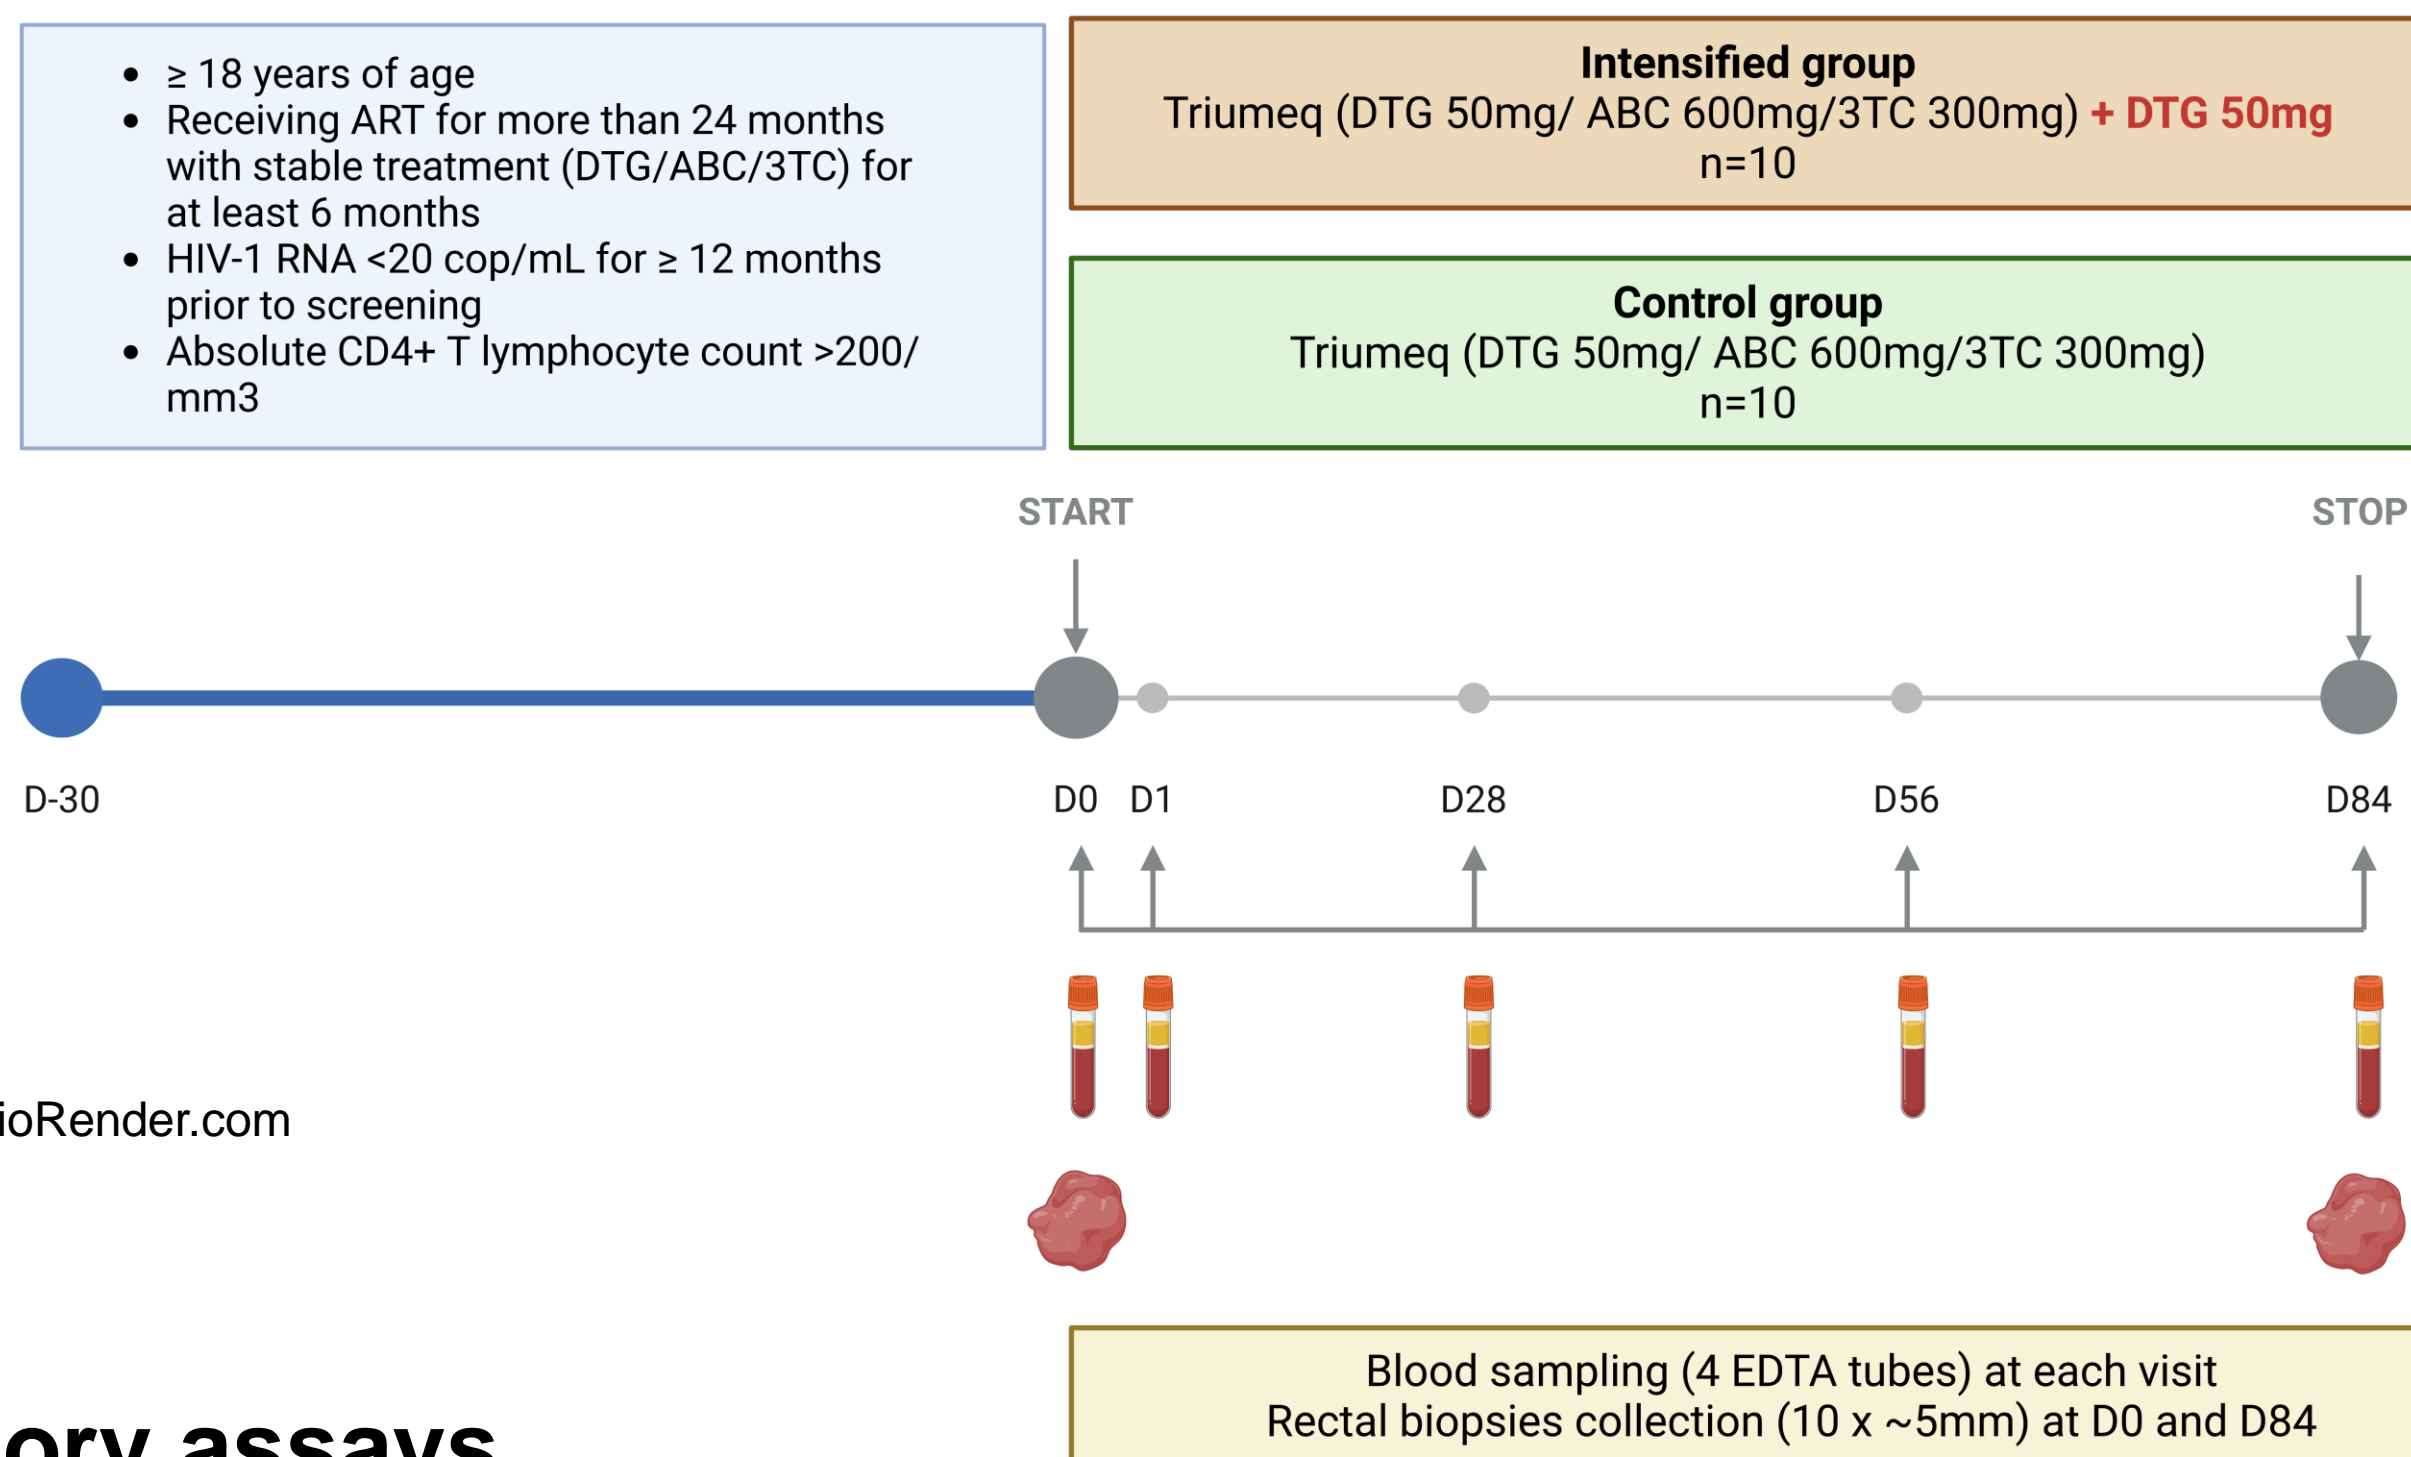 • ≥ 18 years of age
• Receiving ART for more than 24 months
with stable treatment (DTG/ABC/3TC) for
at least 6 months
• HIV-1 RNA <20 cop/mL for ≥ 12 months
prior to screening
• Absolute CD4+ T lymphocyte count >200/
mm3
Intensified group
Triumeq (DTG 50mg/ ABC 600mg/3TC 300mg) + DTG 50mg
n=10
Control group
Triumeq (DTG 50mg/ ABC 600mg/3TC 300mg)
n=10
START
STOP
D-30
D0
D1
D28
D56
D84
ioRender.com
Blood sampling (4 EDTA tubes) at each visit
Rectal biopsies collection (10 x ~5mm) at D0 and D84
ory assays